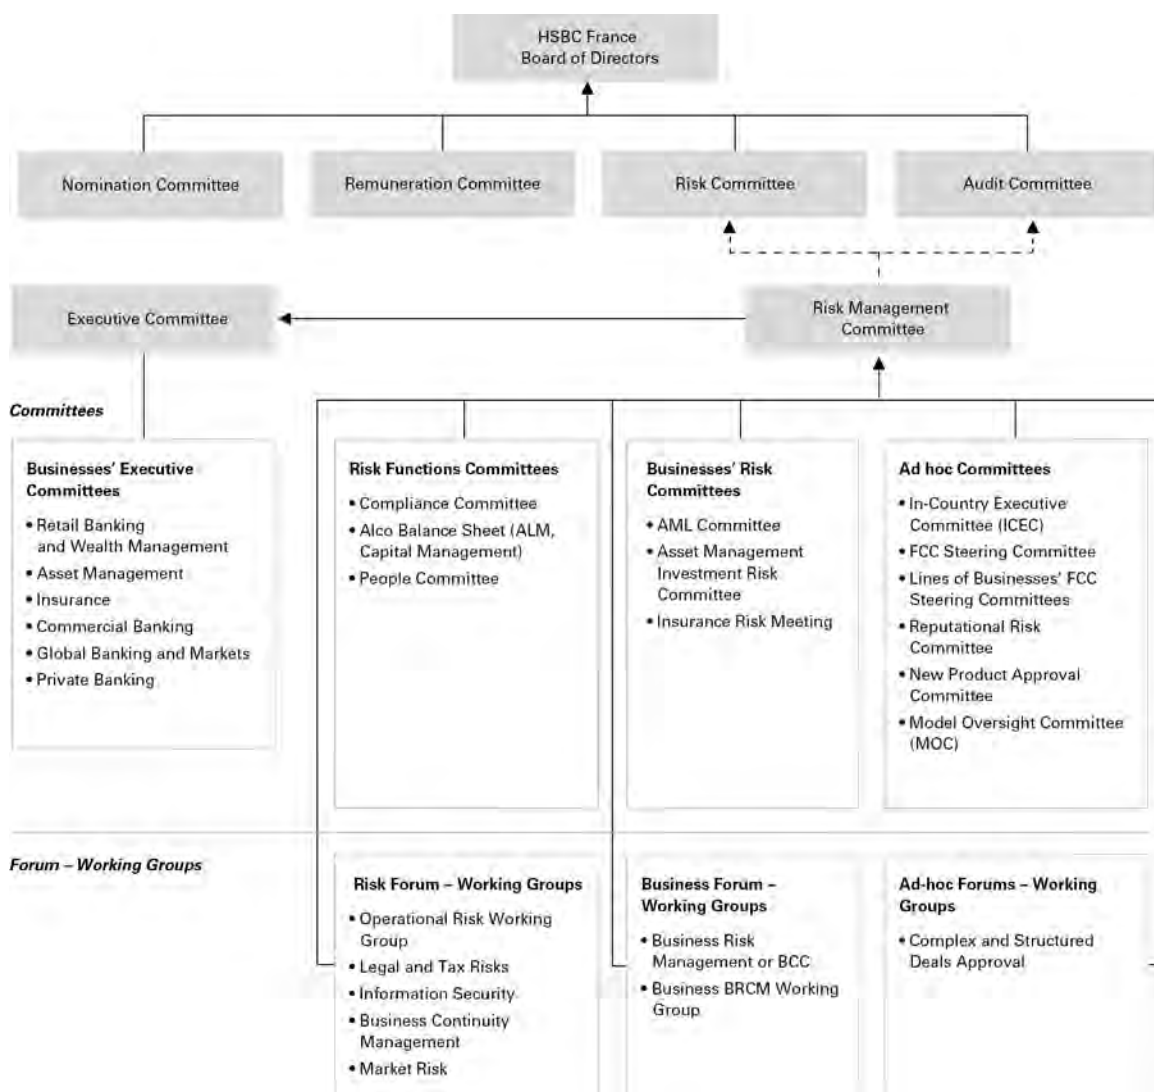 HSBC France
Board of Directors
Nomination Committee
Remuneration Committee
Risk Committee
Audit Committee
Executive Committee
Risk Management
Committee
Committees
Businesses' Executive
Committees
• Retail Banking
and Wealth Management
• Asset Management
• Insurance
• Commercial Banking
• Global Banking and Markets
• Private Banking
Risk Functions Committees
• Compliance Committee
• Alco Balance Sheet (ALM,
Capital Management)
• People Committee
Businesses' Risk
Committees
• AML Committee
• Asset Management
Investment Risk
Committee
• Insurance Risk Meeting
Ad hoc Committees
• In-Country Executive
Committee (ICEC)
• FCC Steering Committee
• Lines of Businesses' FCC
Steering Committees
• Reputational Risk
Committee
• New Product Approval
Committee
• Model Oversight Committee
(MOC)
Forum – Working Groups
Risk Forum – Working Groups
• Operational Risk Working
Group
• Legal and Tax Risks
• Information Security
• Business Continuity
Management
• Market Risk
Business Forum –
Working Groups
• Business Risk
Management or BCC
• Business BRCM Working
Group
Ad-hoc Forums – Working
Groups
• Complex and Structured
Deals Approval